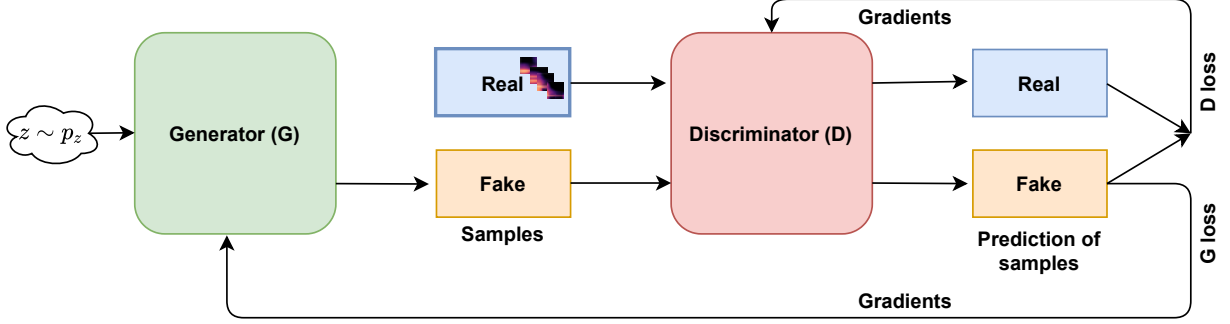 Gradients
Real
Real
D loss
z ∼ p_z
Generator (G)
Discriminator (D)
Fake
Fake
Samples
Prediction of
samples
G loss
Gradients